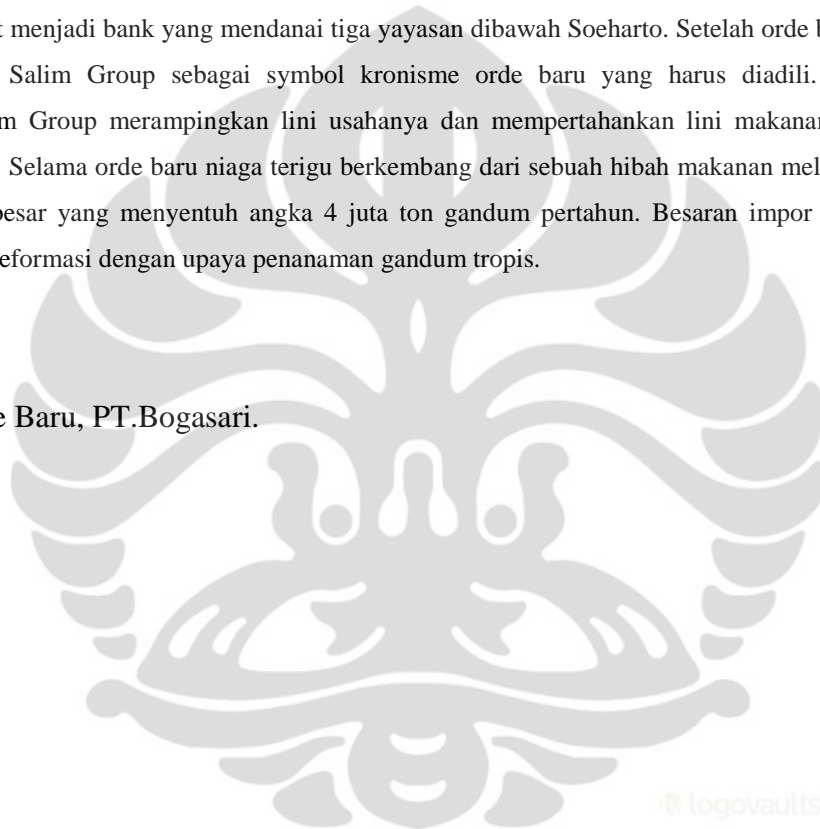 menjadi bank yang mendanai tiga yayasan dibawah Soeharto. Setelah orde
Salim Group sebagai symbol kronisme orde baru yang harus diadili.
Group merampingkan lini usahanya dan mempertahankan lini makanan
Selama orde baru niaga terigu berkembang dari sebuah hibah makanan
besar yang menyentuh angka 4 juta ton gandum pertahun. Besaran impor
eformasi dengan upaya penanaman gandum tropis.
Baru, PT.Bogasari.
logovaults